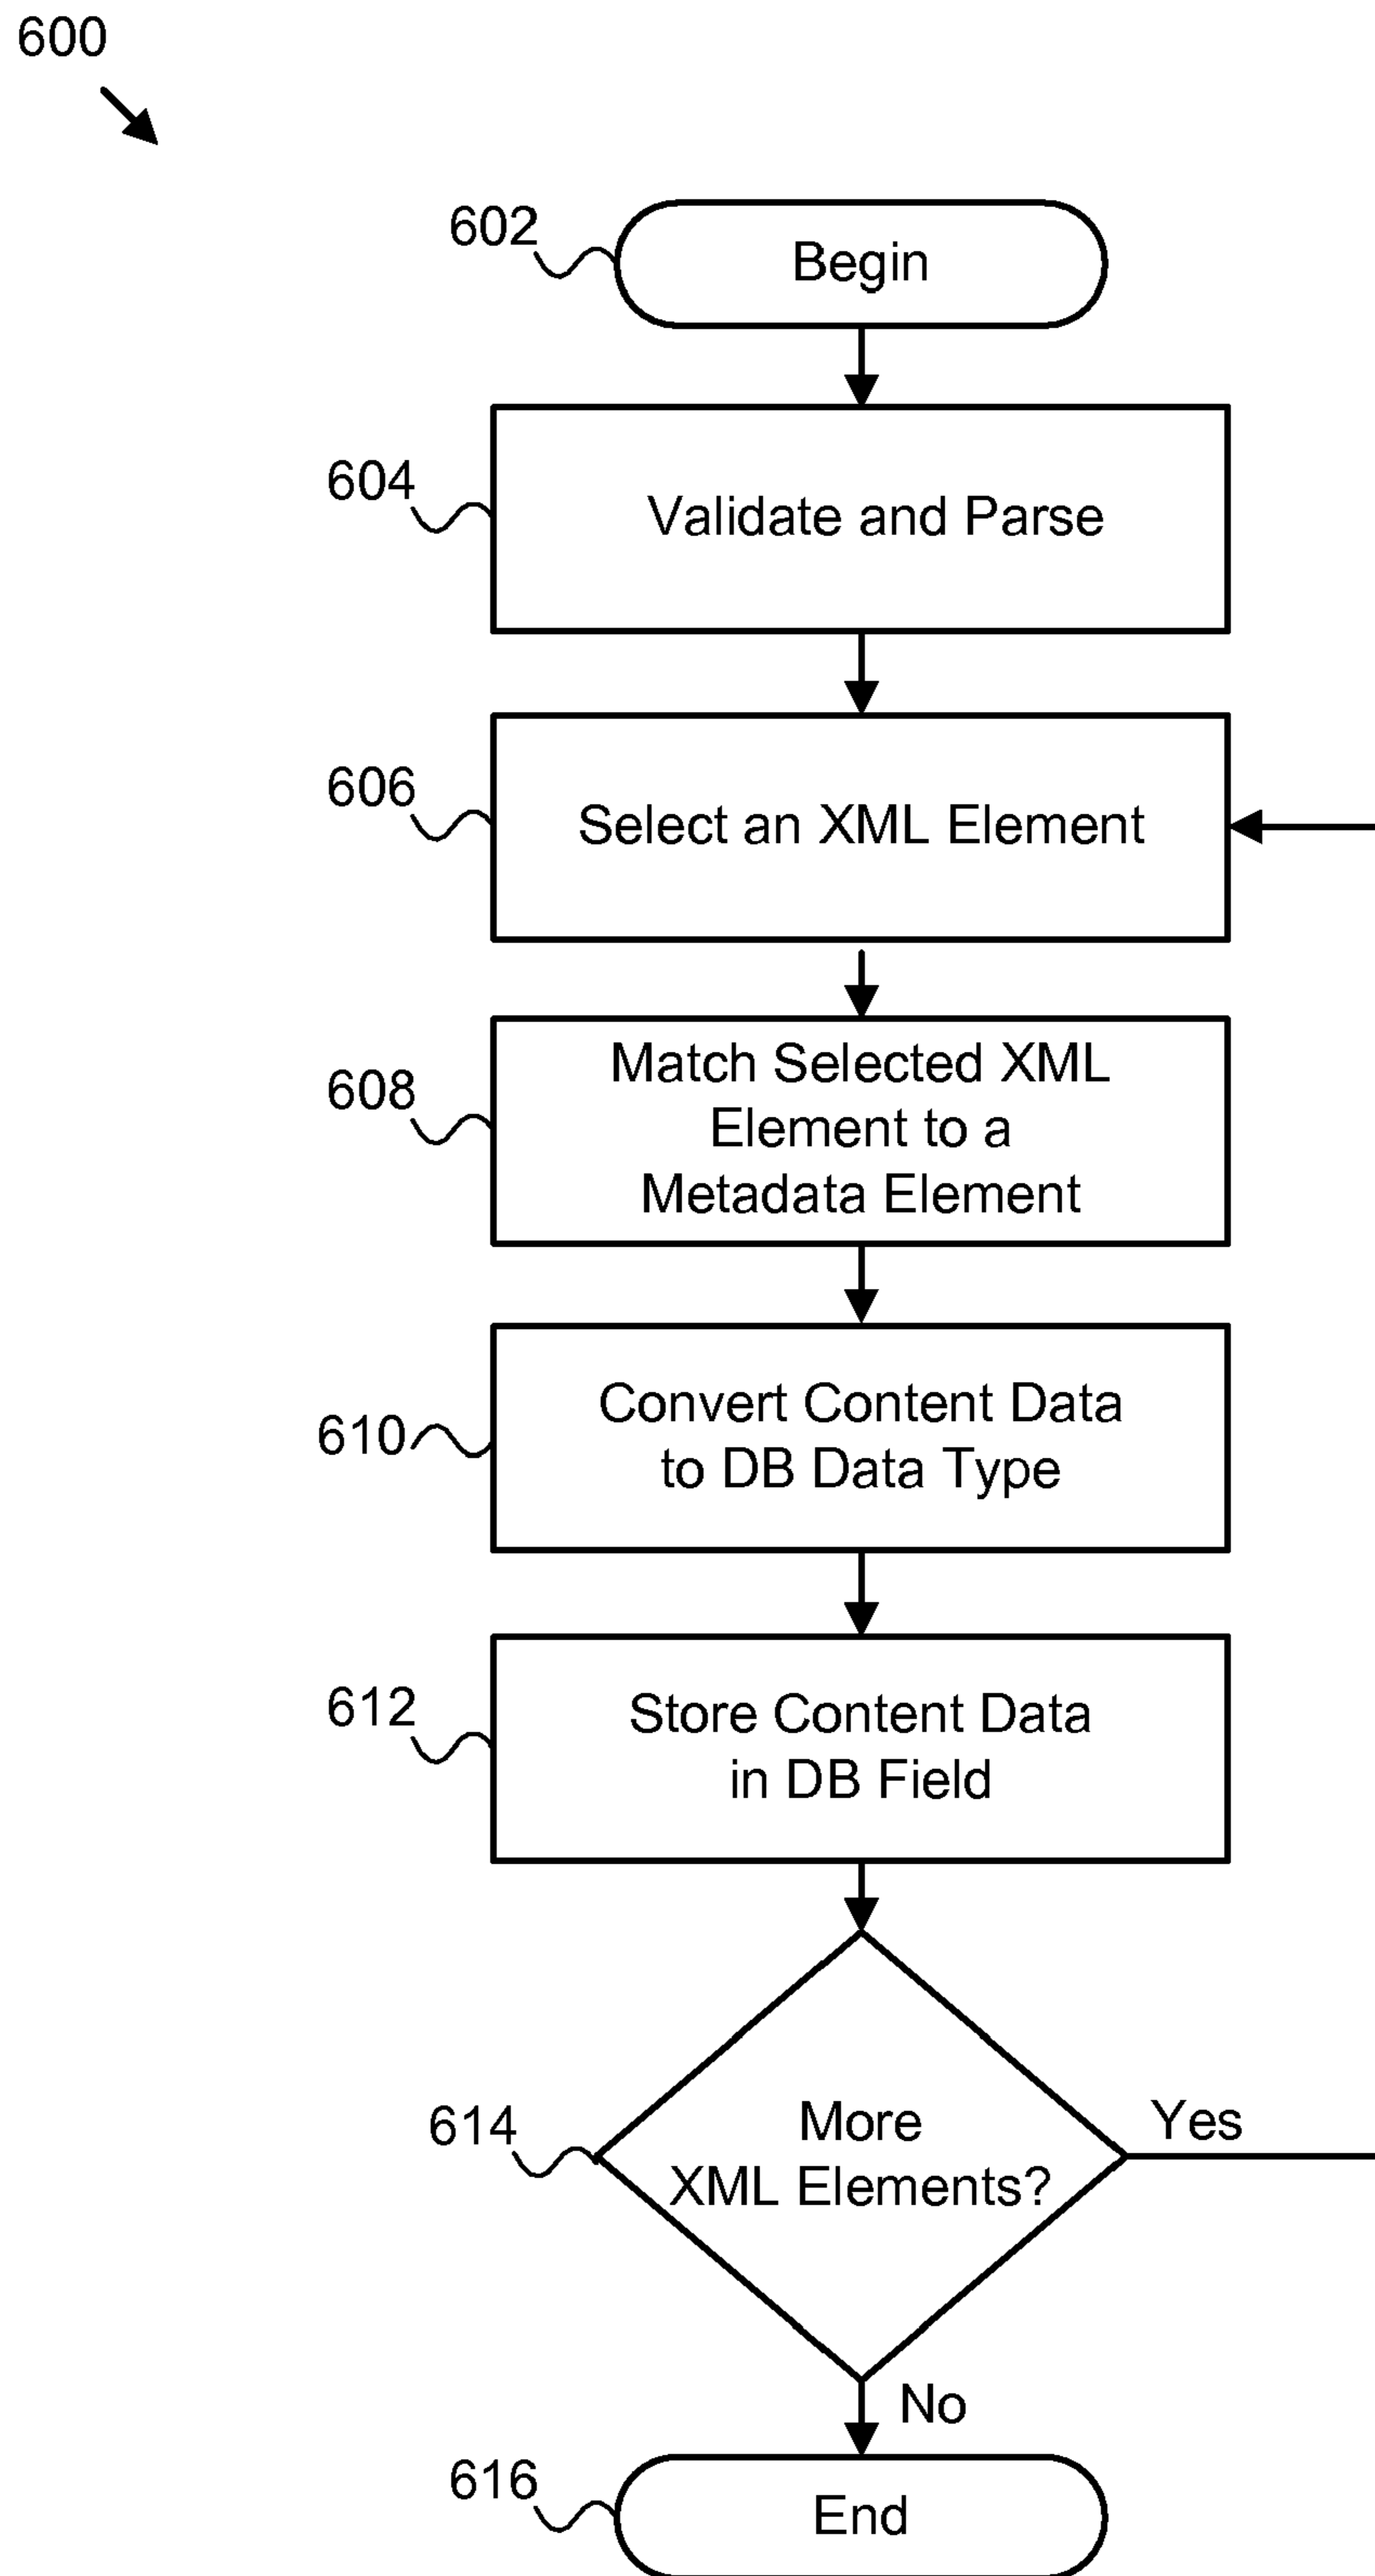 600
602
Begin
604
Validate and Parse
606
Select an XML Element
608
Match Selected XML
Element to a
Metadata Element
610
Convert Content Data
to DB Data Type
612
Store Content Data
in DB Field
614
More
XML Elements?
Yes
No
616
End